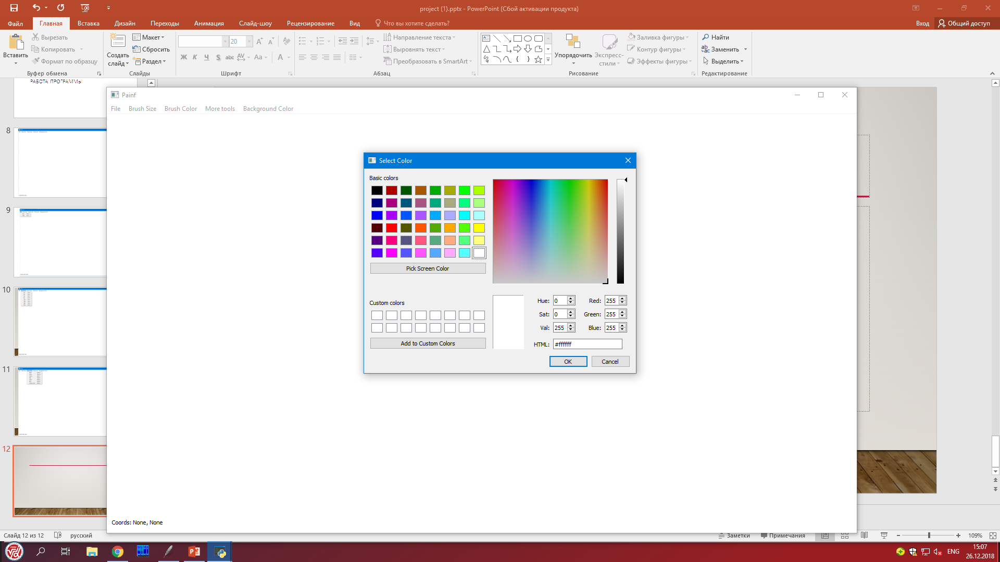 project (1).pptx - PowerPoint (Сбой активации продукта)
Файл Главная Вставка Дизайн Переходы Анимация Слайд-шоу Рецензирование Вид Что вы хотите сделать? Вход Общий доступ
Вставить
Вырезать
Копировать
Формат по образцу
Буфер обмена
Создать слайд
Макет
Сбросить
Раздел
Слайды
20
Ж К Ч S abc AV Aa A
Шрифт
Направление текста
Выровнять текст
Преобразовать в SmartArt
Абзац
Упорядочить
Экспресс-стили
Заливка фигуры
Контур фигуры
Эффекты фигуры
Рисование
Найти
Заменить
Выделить
Редактирование
РАБОТА ПРОГРАММЫ
8
9
10
11
12
Painf
File Brush Size Brush Color More tools Background Color
Select Color
Basic colors
Pick Screen Color
Custom colors
Add to Custom Colors
Hue: 0 Red: 255
Sat: 0 Green: 255
Val: 255 Blue: 255
HTML: #ffffff
OK Cancel
Coords: None, None
Слайд 12 из 12 русский Заметки Примечания 109%
ENG
15:07
26.12.2018